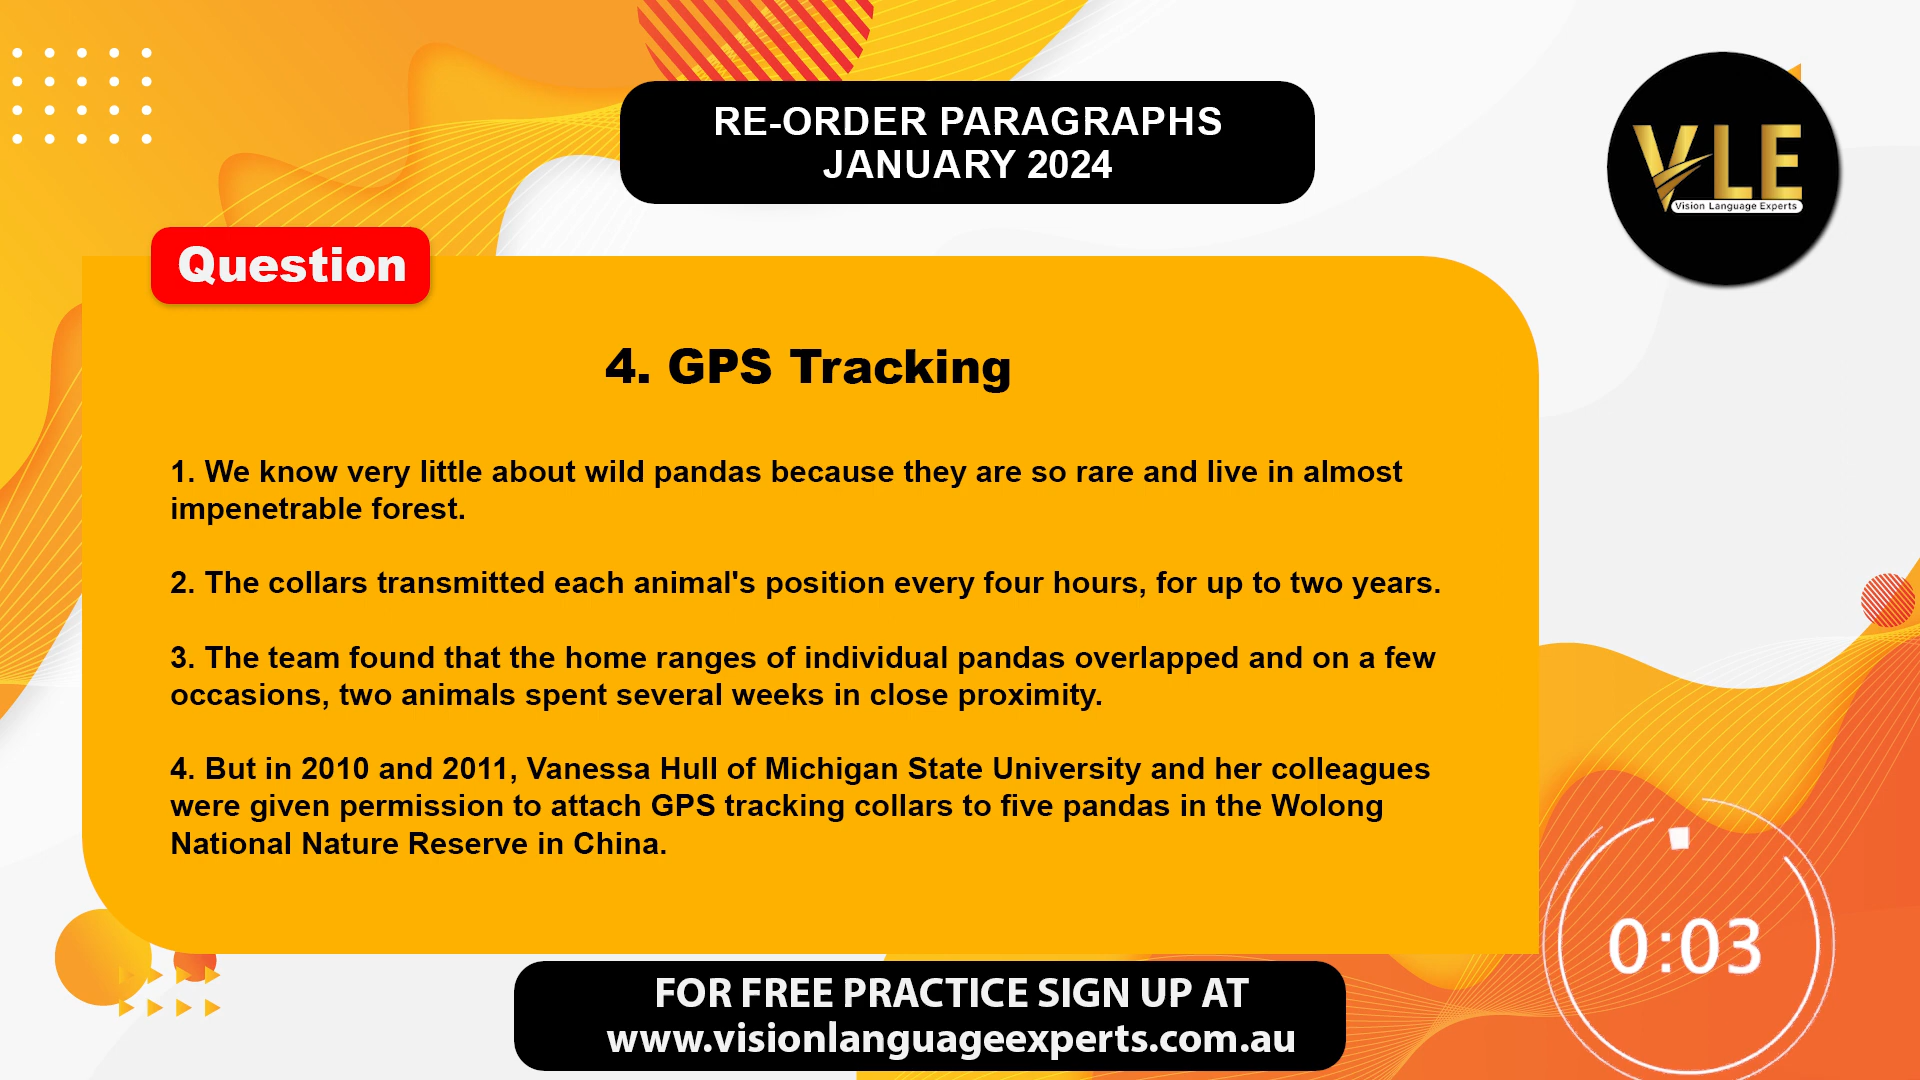 RE-ORDER PARAGRAPHS
JANUARY 2024
VLE
Vision Language Experts
Question
4. GPS Tracking
1. We know very little about wild pandas because they are so rare and live in almost
impenetrable forest.
2. The collars transmitted each animal's position every four hours, for up to two years.
3. The team found that the home ranges of individual pandas overlapped and on a few
occasions, two animals spent several weeks in close proximity.
4. But in 2010 and 2011, Vanessa Hull of Michigan State University and her colleagues
were given permission to attach GPS tracking collars to five pandas in the Wolong
National Nature Reserve in China.
0:03
FOR FREE PRACTICE SIGN UP AT
www.visionlanguageexperts.com.au